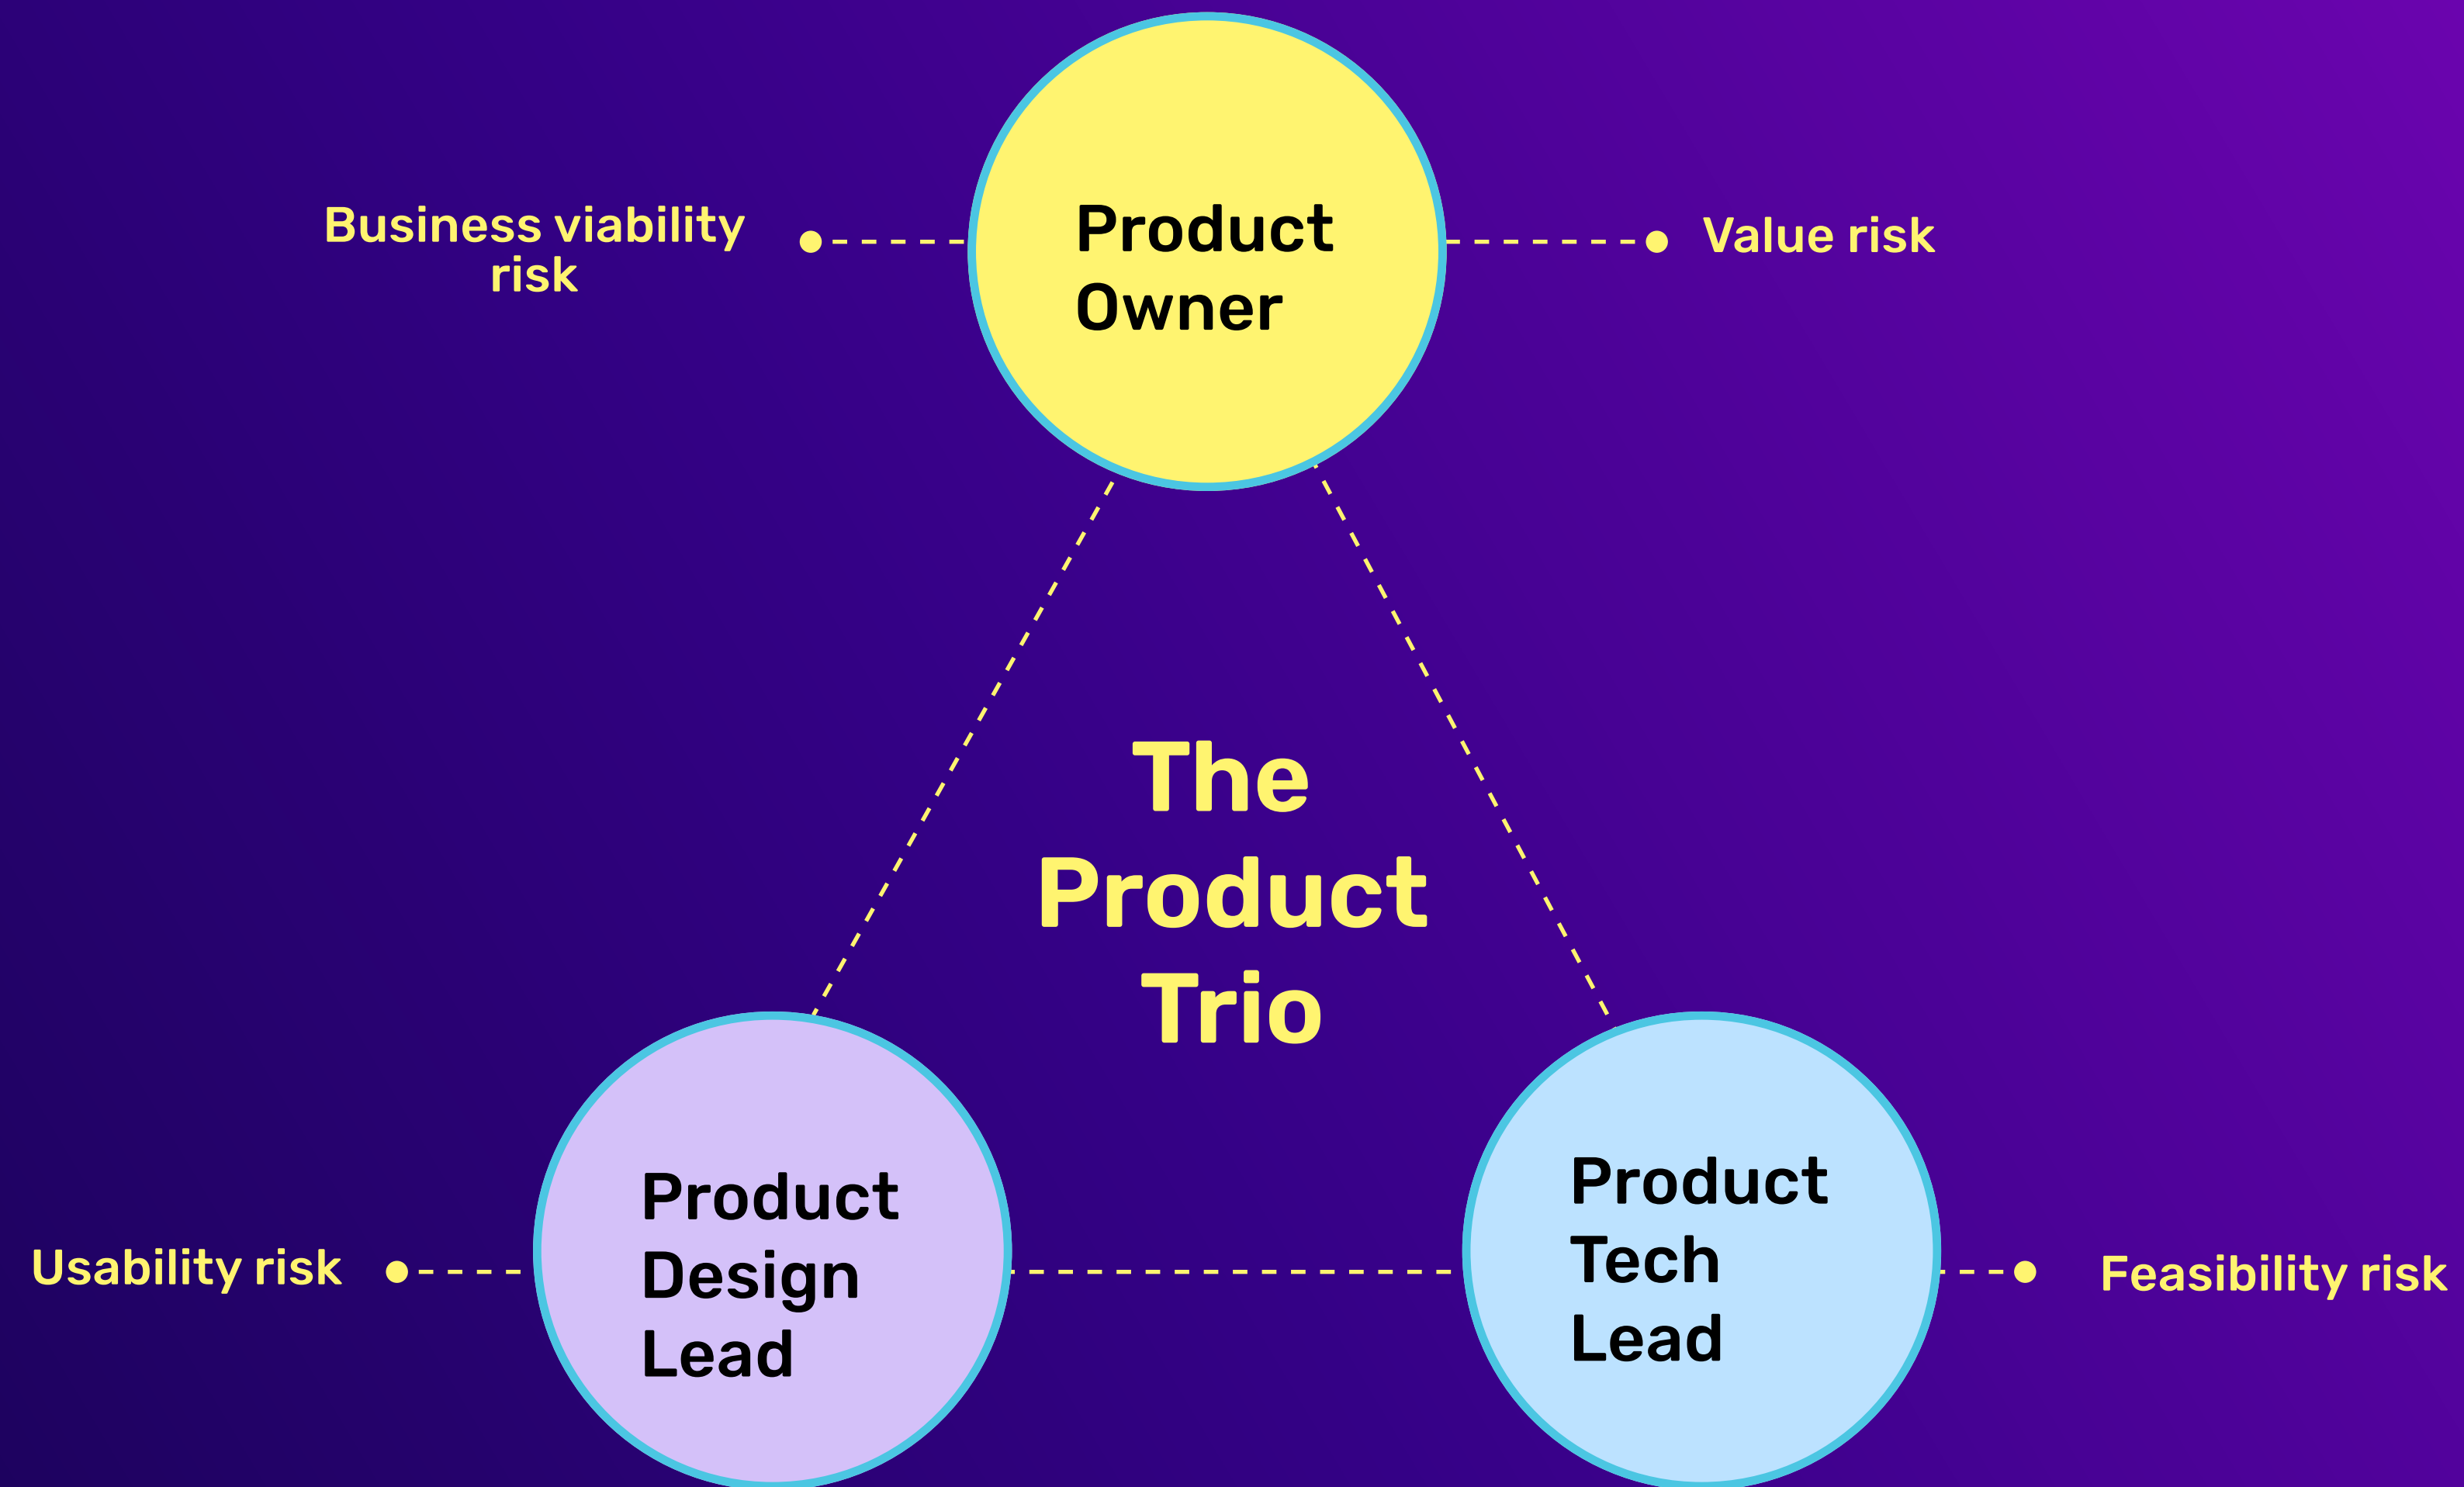 Business viability
risk
Product
Owner
Value risk
The
Product
Trio
Usability risk
Product
Design
Lead
Product
Tech
Lead
Feasibility risk